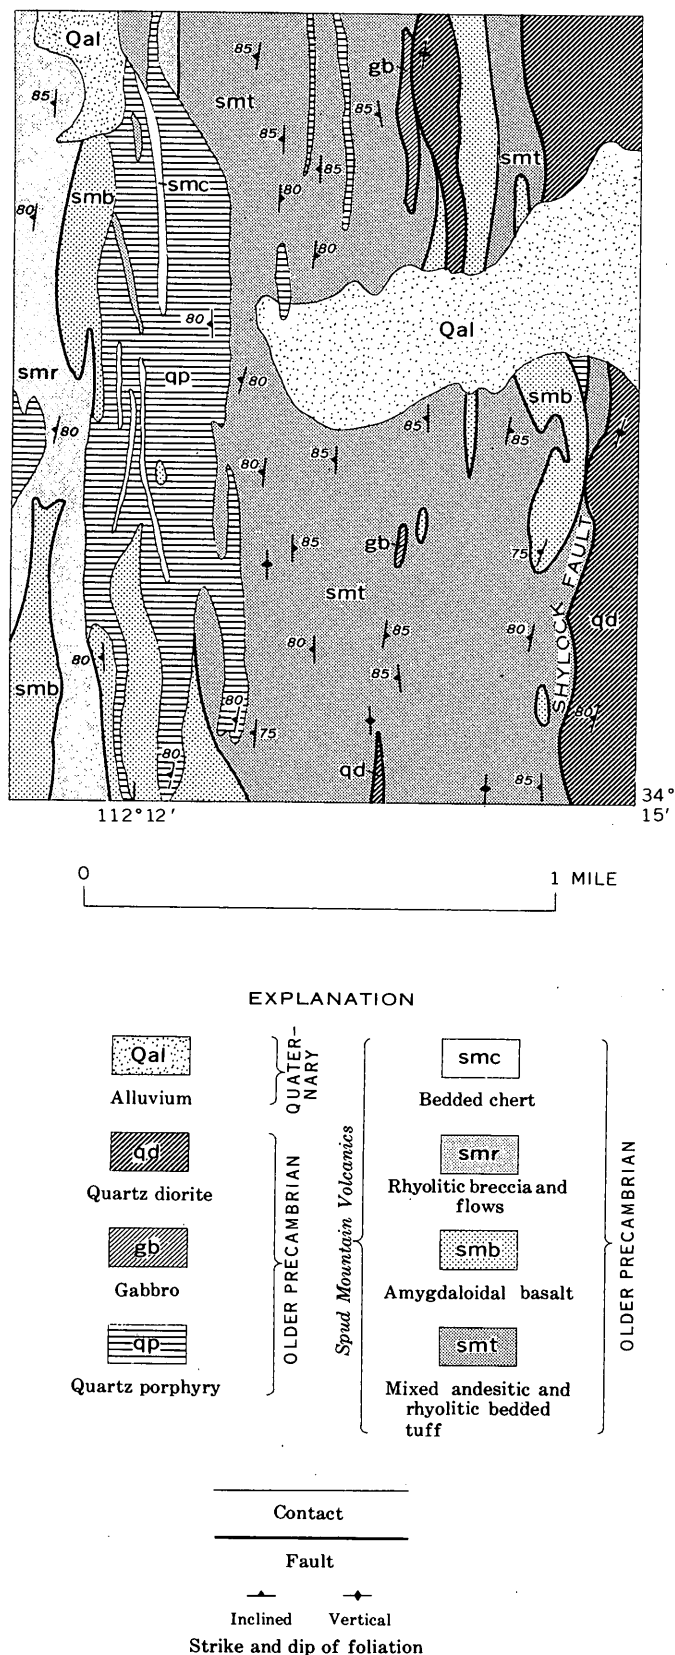 Qal
85
85
gb
smt
85
85
smt
smc
85
smb
80
80
80
80
Qal
smr
qp
80
smb
80
85
85
80
85
gb
85
75
SHYLOCK FAULT
smt
qd
80
85
80
80
85
smb
80
75
80
80
qd
85
112°12′
34°
15′
0
1 MILE
EXPLANATION
Qal
Alluvium
QUATER-
NARY
qd
Quartz diorite
gb
Gabbro
qp
Quartz porphyry
OLDER PRECAMBRIAN
Spud Mountain Volcanics
smc
Bedded chert
smr
Rhyolitic breccia and
flows
smb
Amygdaloidal basalt
smt
Mixed andesitic and
rhyolitic bedded
tuff
OLDER PRECAMBRIAN
Contact
Fault
Inclined
Vertical
Strike and dip of foliation